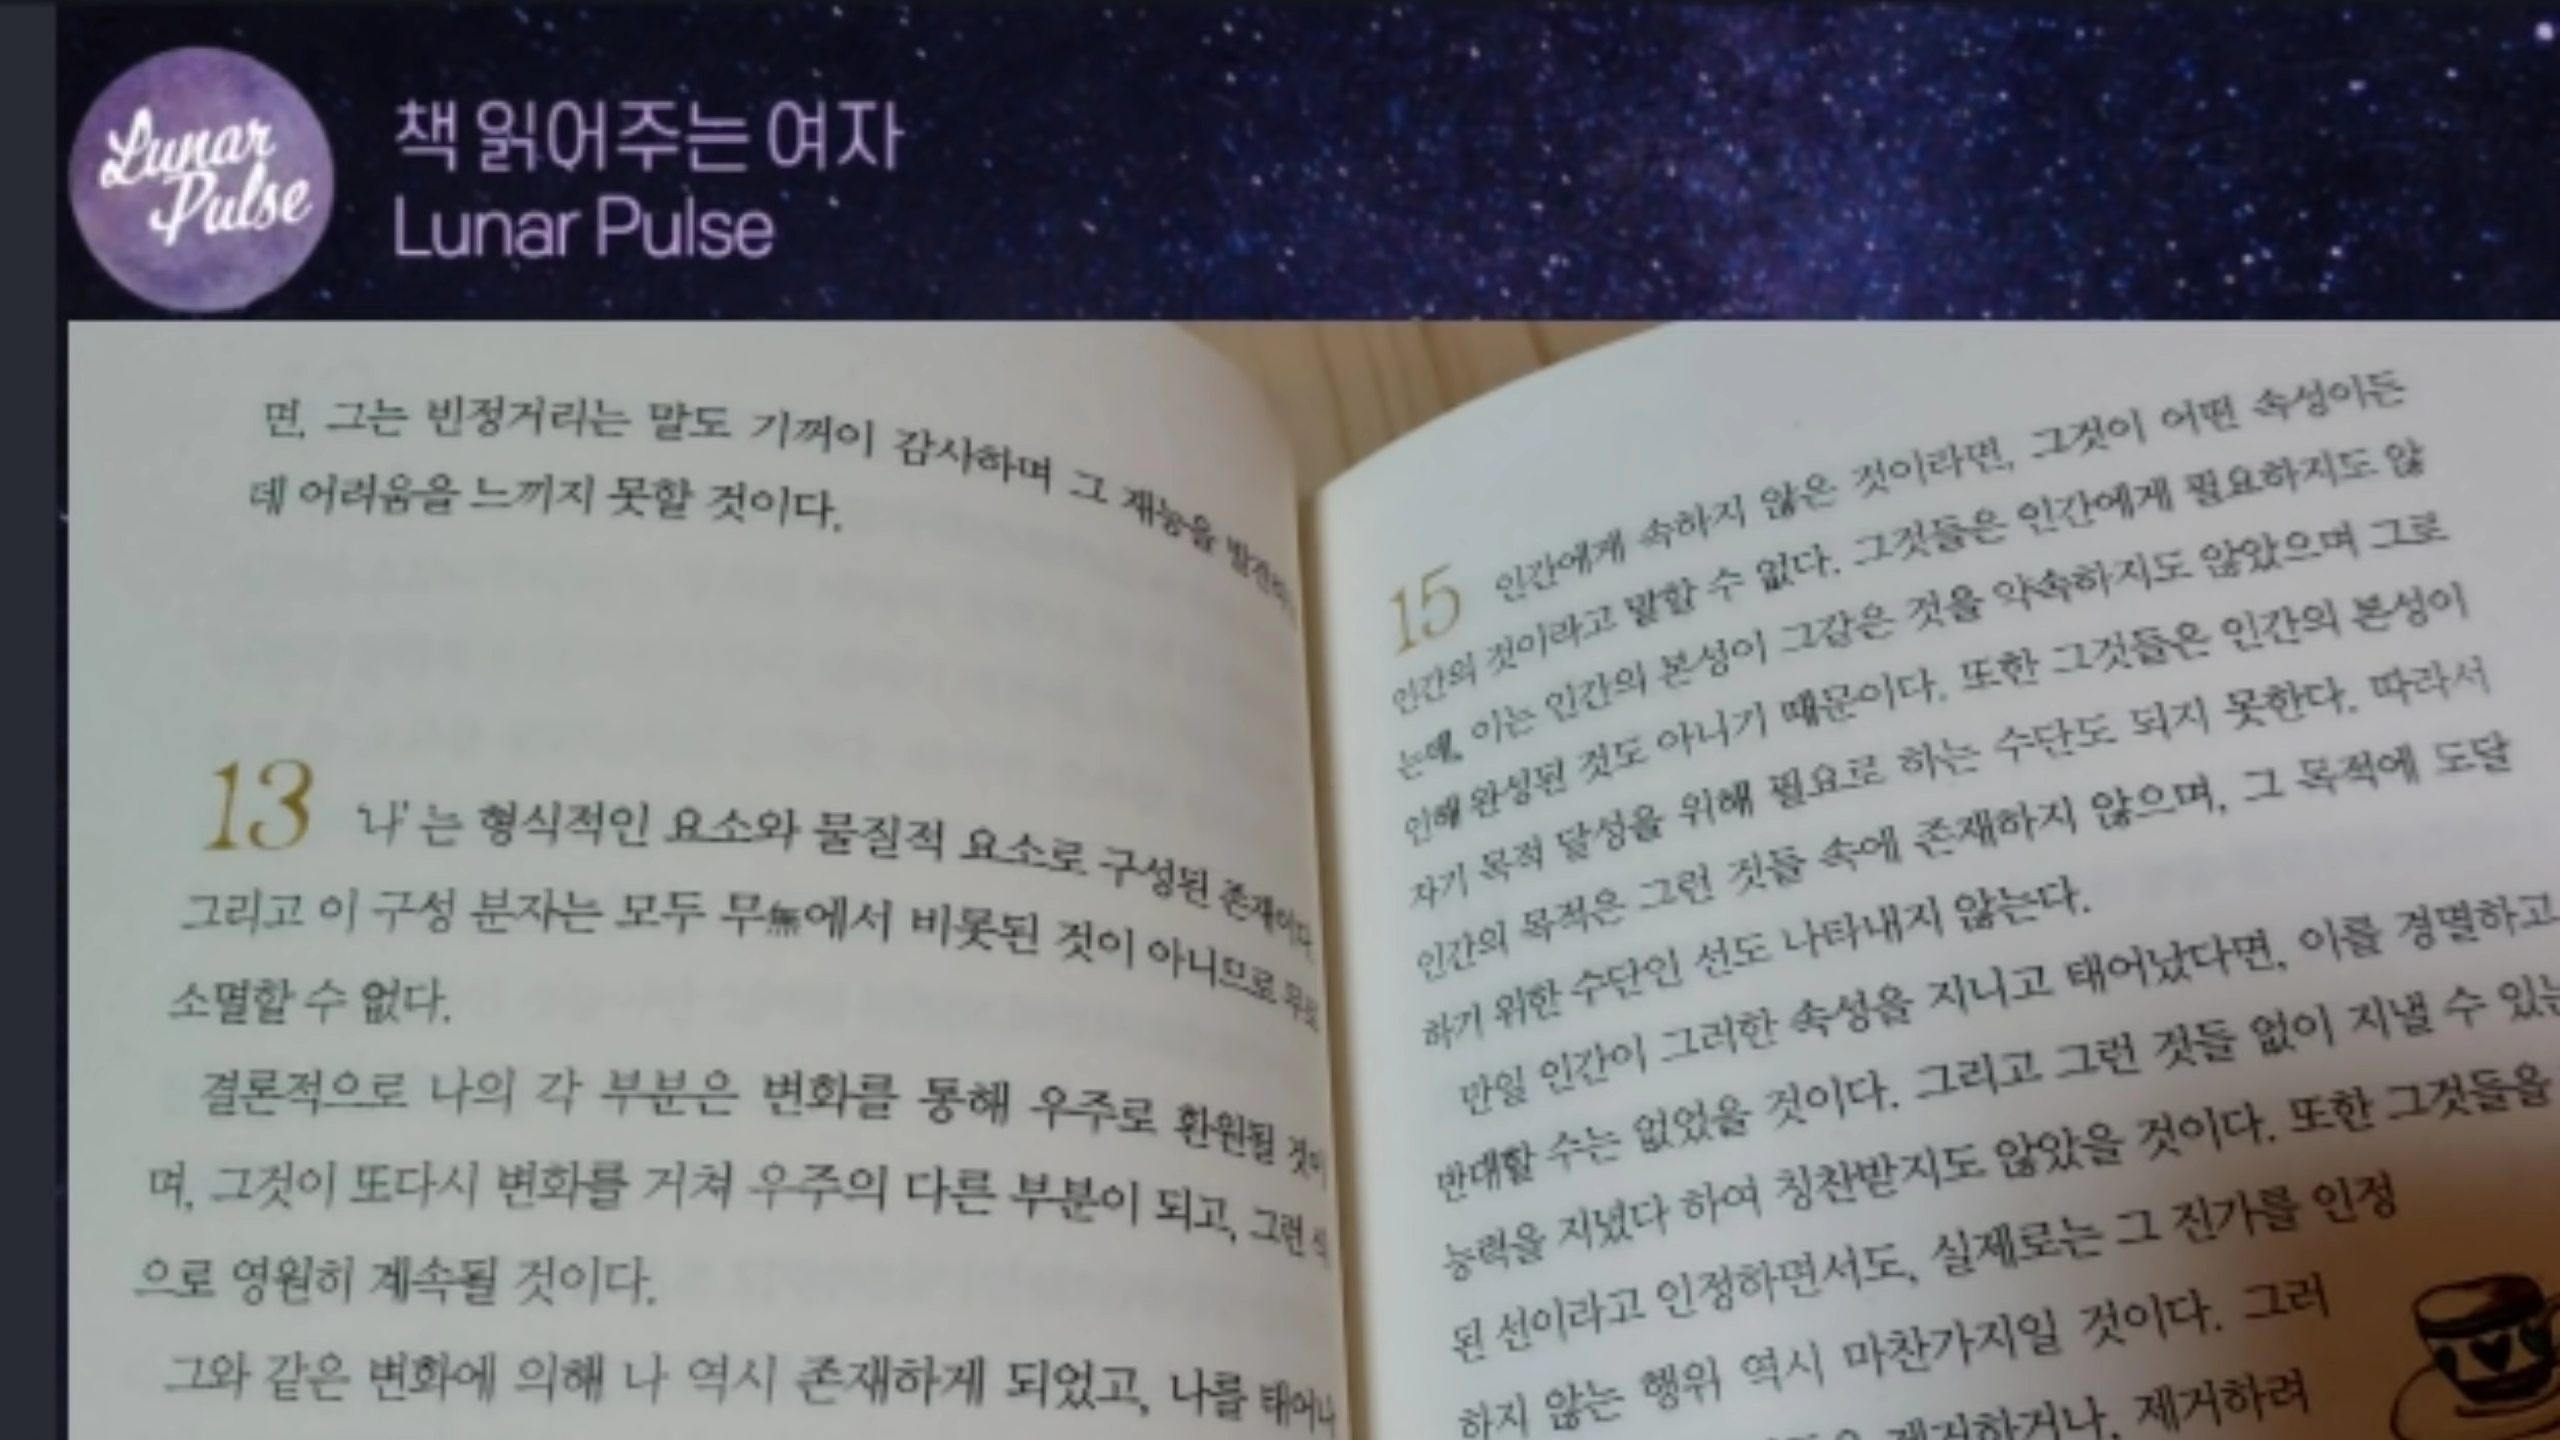 Lunar
Pulse
책 읽어주는 여자
Lunar Pulse
면, 그는 빈정거리는 말도 기꺼이 감사하며 그 재능을 발견하는
데 어려움을 느끼지 못할 것이다.
13 '나'는 형식적인 요소와 물질적 요소로 구성된 존재이다.
그리고 이 구성 분자는 모두 무無에서 비롯된 것이 아니므로
소멸할 수 없다.
결론적으로 나의 각 부분은 변화를 통해 우주로 환원될 것이
며, 그것이 또다시 변화를 거쳐 우주의 다른 부분이 되고, 그런 식
으로 영원히 계속될 것이다.
그와 같은 변화에 의해 나 역시 존재하게 되었고, 나를 태어나
15 인간에게 속하지 않은 것이라면, 그것이 어떤 속성이든
인간의 것이라고 말할 수 없다. 그것들은 인간에게 필요하지도 않
는데, 이는 인간의 본성이 그같은 것을 약속하지도 않았으며 그로
인해 완성된 것도 아니기 때문이다. 또한 그것들은 인간의 본성이
자기 목적 달성을 위해 필요로 하는 수단도 되지 못한다. 따라서
인간의 목적은 그런 것들 속에 존재하지 않으며, 그 목적에 도달
하기 위한 수단인 선도 나타내지 않는다.
만일 인간이 그러한 속성을 지니고 태어났다면, 이를 경멸하고
반대할 수는 없었을 것이다. 그리고 그런 것들 없이 지낼 수 있는
능력을 지녔다 하여 칭찬받지도 않았을 것이다. 또한 그것들을
된 선이라고 인정하면서도, 실제로는 그 진가를 인정
하지 않는 행위 역시 마찬가지일 것이다. 그러
제거하거나, 제거하려